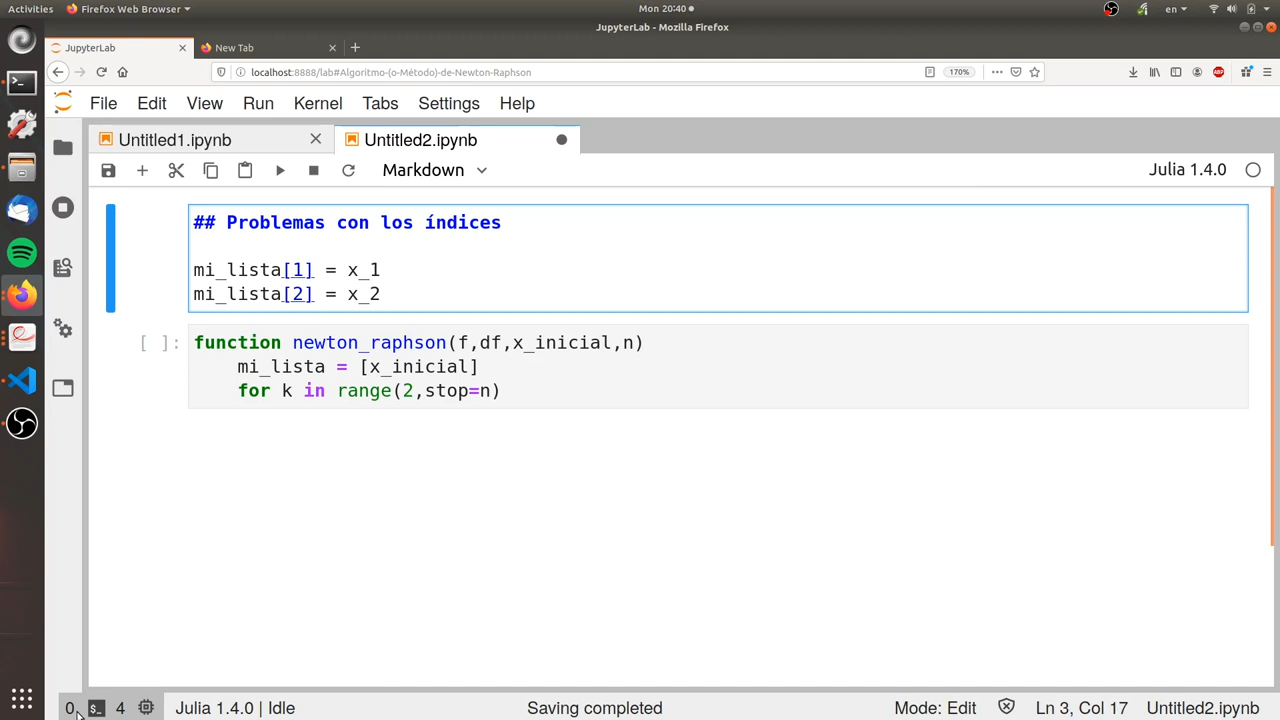 Activities Firefox Web Browser Mon 20:40 en
JupyterLab - Mozilla Firefox
JupyterLab New Tab
localhost:8888/lab#Algoritmo-(o-Método)-de-Newton-Raphson 170%
File Edit View Run Kernel Tabs Settings Help
Untitled1.ipynb Untitled2.ipynb
Markdown Julia 1.4.0
## Problemas con los índices
mi_lista[1] = x_1
mi_lista[2] = x_2
[ ]: function newton_raphson(f,df,x_inicial,n)
mi_lista = [x_inicial]
for k in range(2,stop=n)
0 $_ 4 Julia 1.4.0 | Idle Saving completed Mode: Edit Ln 3, Col 17 Untitled2.ipynb